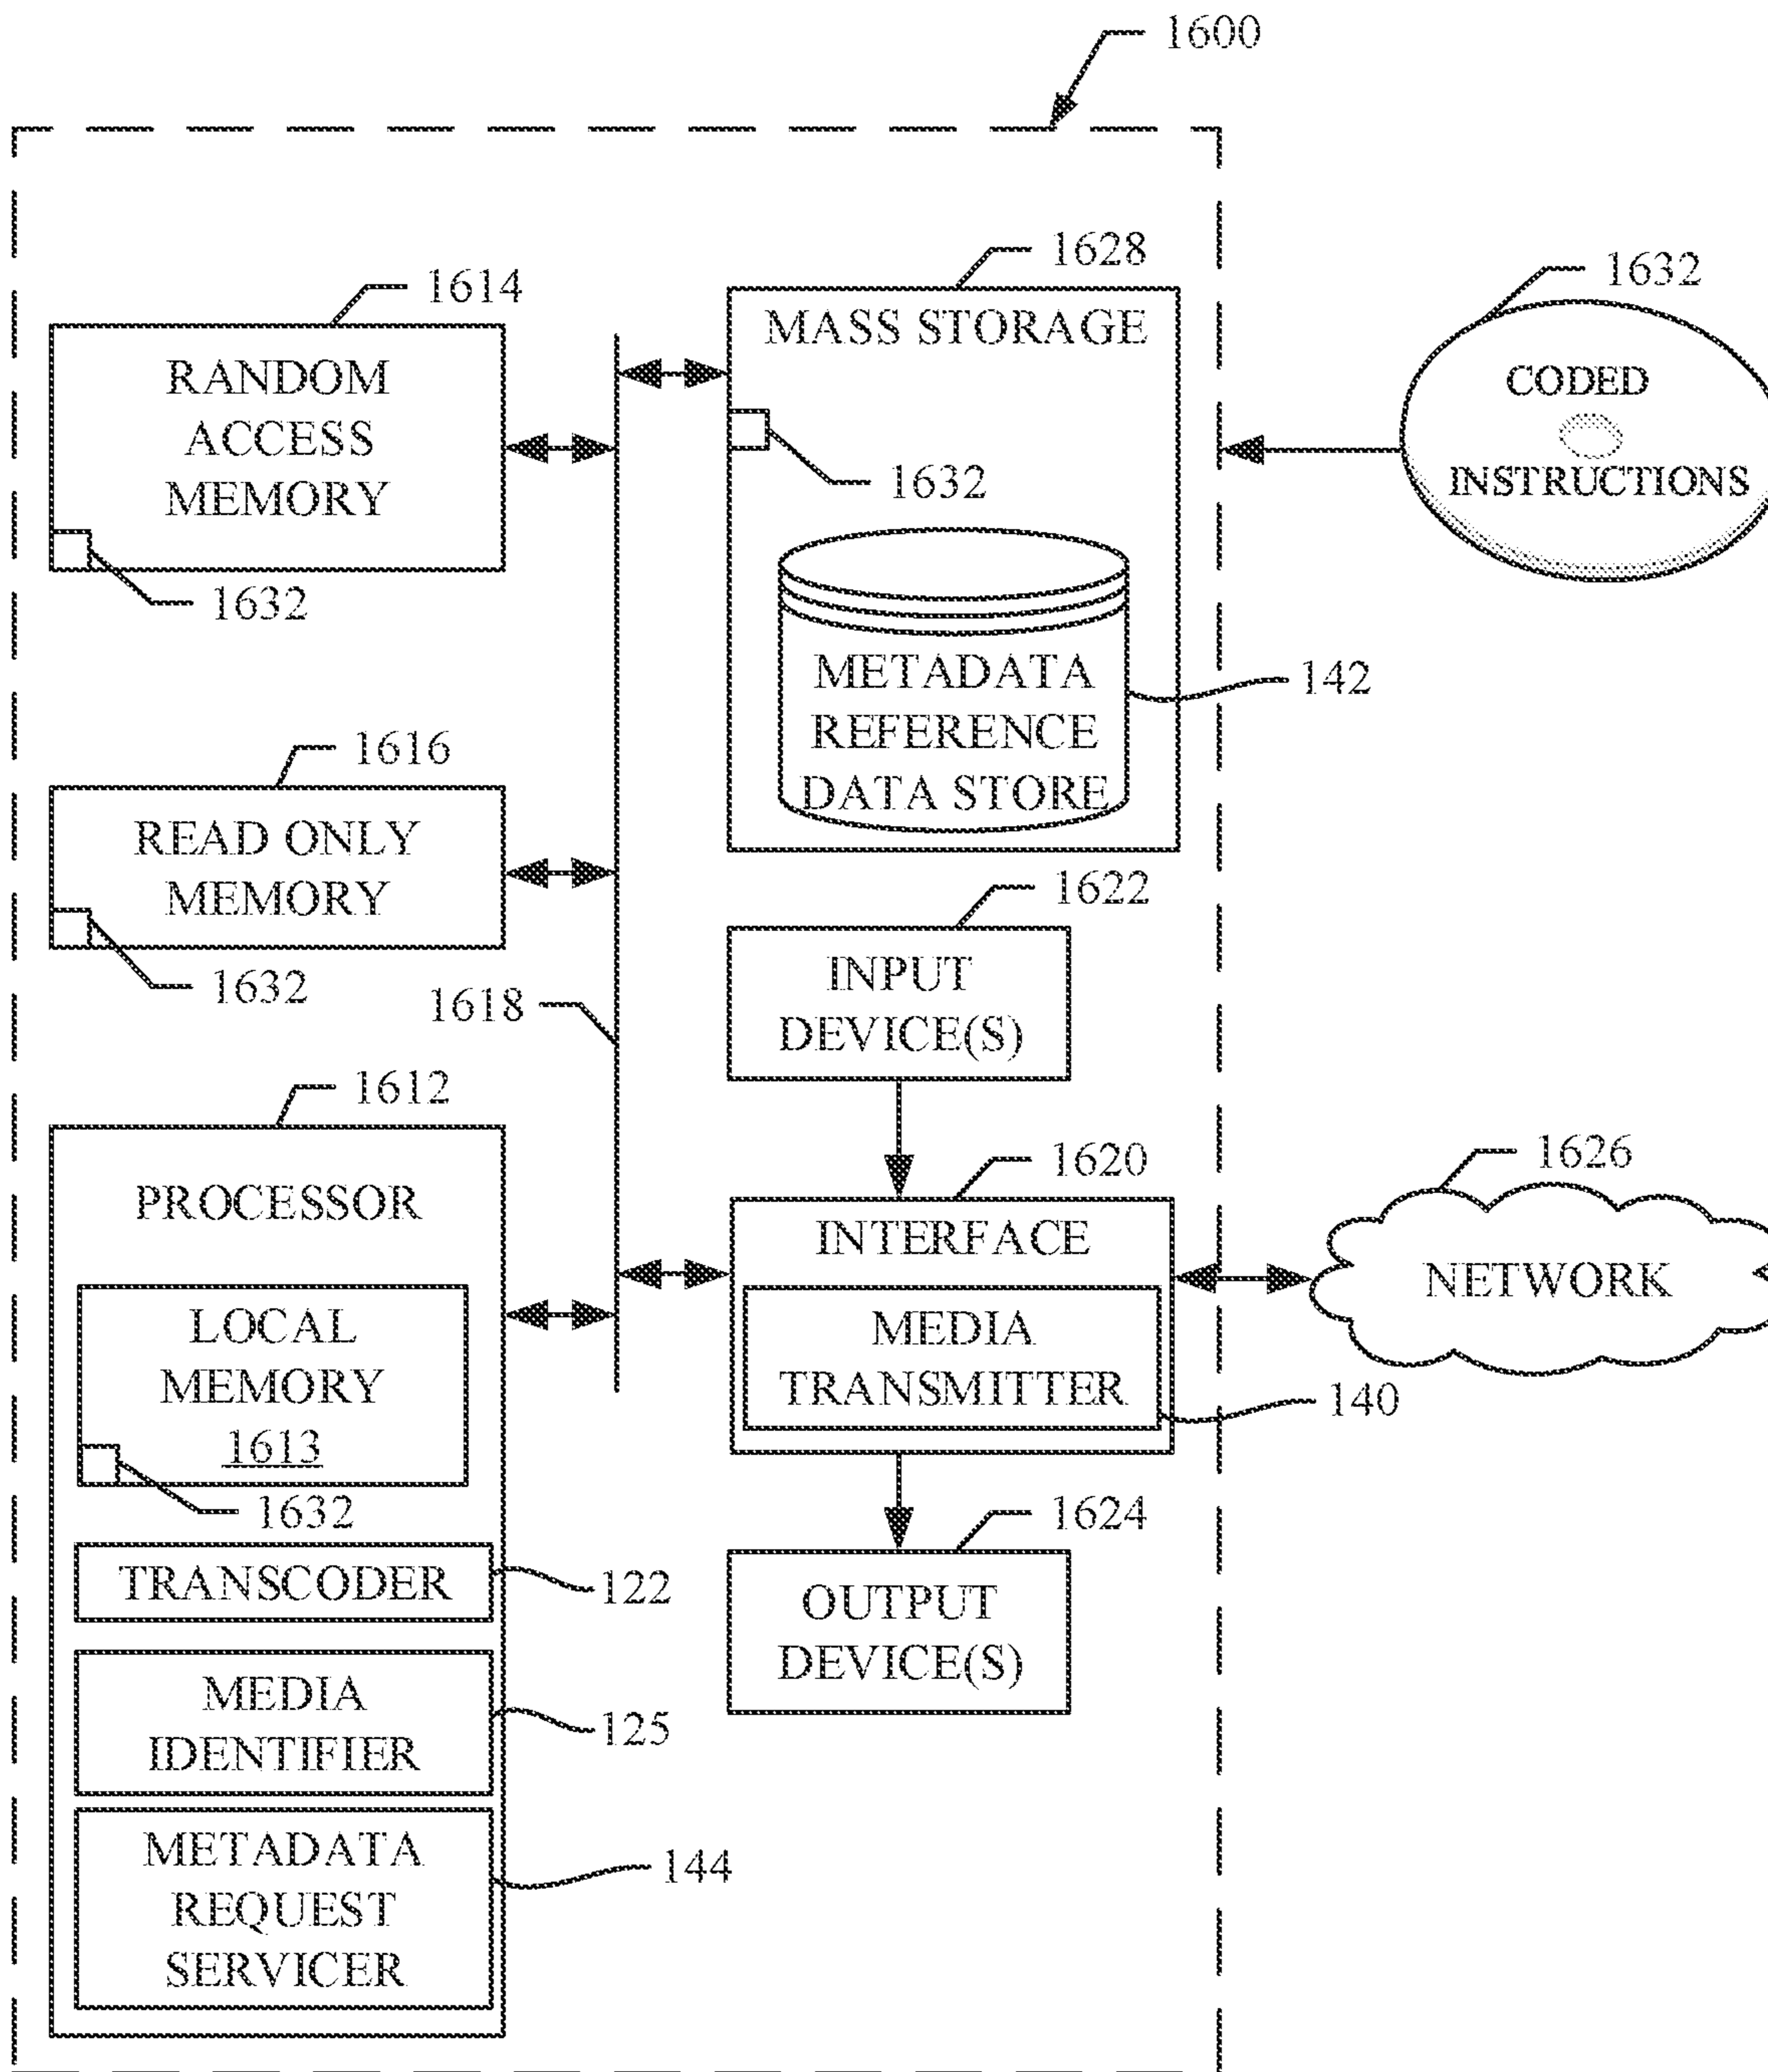 1600
1614
RANDOM
ACCESS
MEMORY
1632
1628
MASS STORAGE
1632
METADATA
REFERENCE
DATA STORE
142
1632
CODED
INSTRUCTIONS
1616
READ ONLY
MEMORY
1632
1618
1622
INPUT
DEVICE(S)
1612
PROCESSOR
LOCAL
MEMORY
1613
1632
TRANSCODER
122
MEDIA
IDENTIFIER
125
METADATA
REQUEST
SERVICER
144
1620
INTERFACE
MEDIA
TRANSMITTER
140
1626
NETWORK
1624
OUTPUT
DEVICE(S)